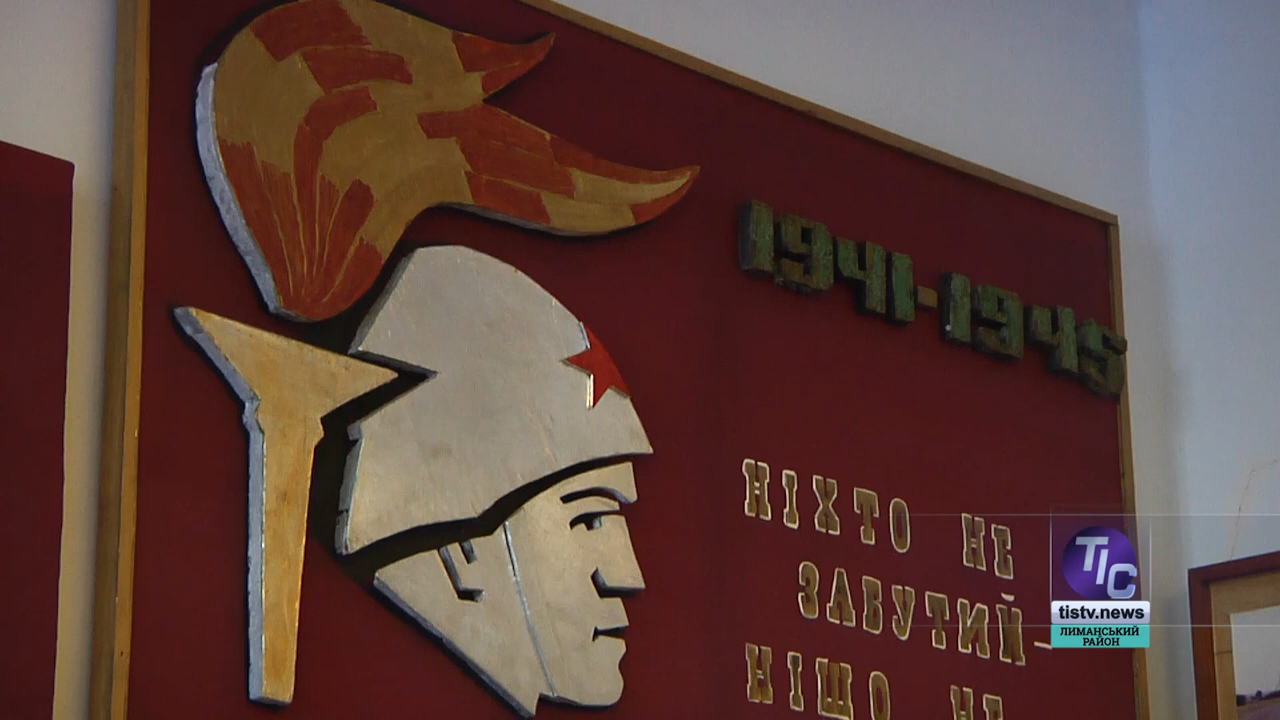 1941-1945
НІХТО НЕ
ЗАБУТИЙ-
НІЩО НЕ
ТІС
tistv.news
ЛИМАНСЬКИЙ
РАЙОН